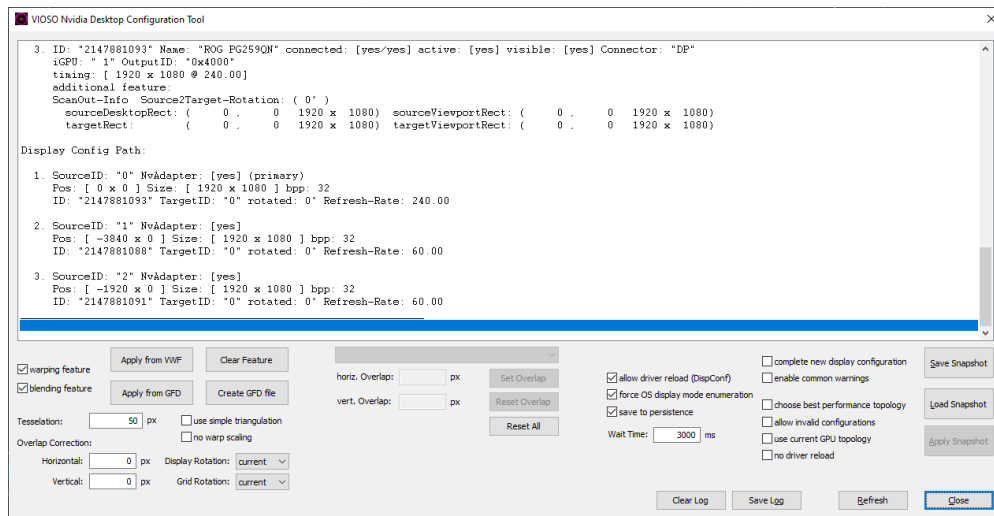 VIOSO Nvidia Desktop Configuration Tool
3. ID: "2147881093" Name: "ROG PG259QN" connected: [yes/yes] active: [yes] visible: [yes] Connector: "DP"
iGPU: " 1" OutputID: "0x4000"
timing: [ 1920 x 1080 @ 240.00]
additional feature:
ScanOut-Info Source2Target-Rotation: ( 0° )
sourceDesktopRect: ( 0 , 0 1920 x 1080) sourceViewportRect: ( 0 , 0 1920 x 1080)
targetRect: ( 0 , 0 1920 x 1080) targetViewportRect: ( 0 , 0 1920 x 1080)
Display Config Path:
1. SourceID: "0" NvAdapter: [yes] (primary)
Pos: [ 0 x 0 ] Size: [ 1920 x 1080 ] bpp: 32
ID: "2147881093" TargetID: "0" rotated: 0° Refresh-Rate: 240.00
2. SourceID: "1" NvAdapter: [yes]
Pos: [ -3840 x 0 ] Size: [ 1920 x 1080 ] bpp: 32
ID: "2147881088" TargetID: "0" rotated: 0° Refresh-Rate: 60.00
3. SourceID: "2" NvAdapter: [yes]
Pos: [ -1920 x 0 ] Size: [ 1920 x 1080 ] bpp: 32
ID: "2147881091" TargetID: "0" rotated: 0° Refresh-Rate: 60.00
warping feature
blending feature
Apply from VWF
Clear Feature
Apply from GFD
Create GFD file
Tesselation: 50 px
use simple triangulation
no warp scaling
Overlap Correction:
Horizontal: 0 px
Display Rotation: current
Vertical: 0 px
Grid Rotation: current
horiz. Overlap: px
Set Overlap
vert. Overlap: px
Reset Overlap
Reset All
allow driver reload (DispConf)
force OS display mode enumeration
save to persistence
Wait Time: 3000 ms
complete new display configuration
enable common warnings
choose best performance topology
allow invalid configurations
use current GPU topology
no driver reload
Save Snapshot
Load Snapshot
Apply Snapshot
Clear Log
Save Log
Refresh
Close